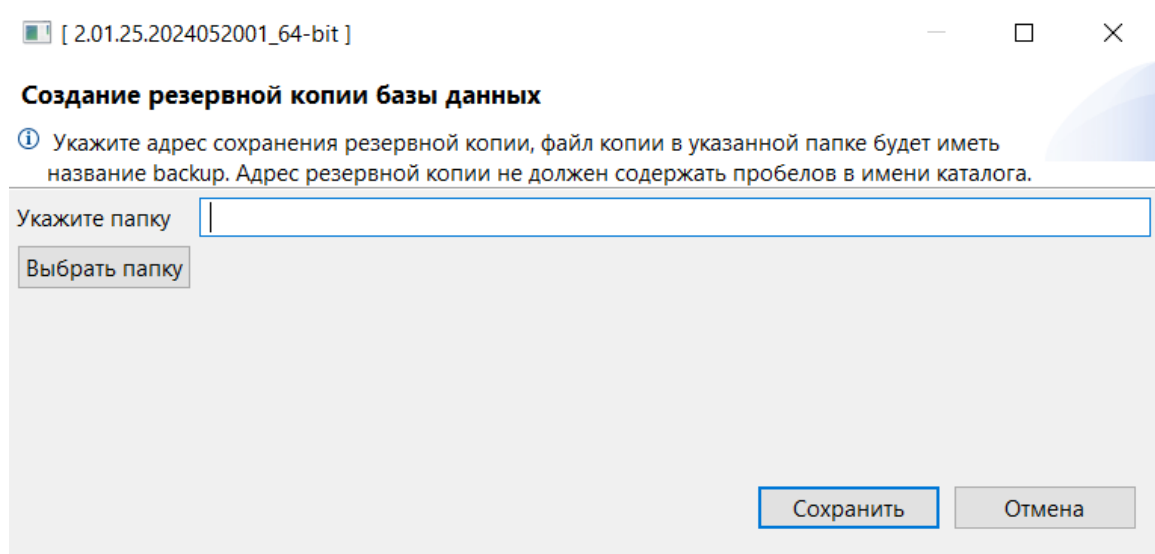 [ 2.01.25.2024052001_64-bit ]
Создание резервной копии базы данных
Укажите адрес сохранения резервной копии, файл копии в указанной папке будет иметь
название backup. Адрес резервной копии не должен содержать пробелов в имени каталога.
Укажите папку
Выбрать папку
Сохранить Отмена